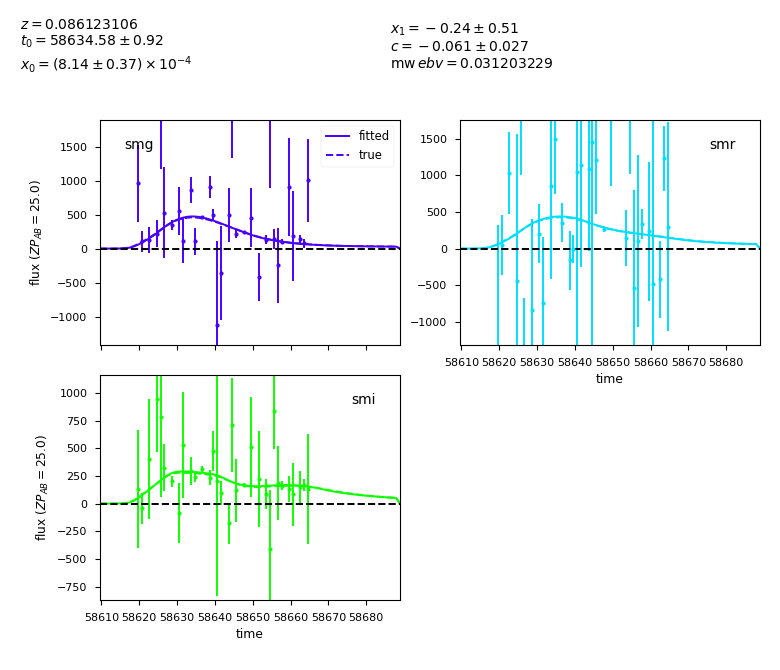 z = 0.086123106
t₀ = 58634.58 ± 0.92
x₀ = (8.14 ± 0.37) × 10⁻⁴
x₁ = −0.24 ± 0.51
c = −0.061 ± 0.027
mw ebv = 0.031203229
smg
fitted
true
1500
1000
500
0
−500
−1000
flux (ZP_AB = 25.0)
smr
1500
1000
500
0
−500
−1000
58610 58620 58630 58640 58650 58660 58670 58680
time
smi
1000
750
500
250
0
−250
−500
−750
flux (ZP_AB = 25.0)
58610 58620 58630 58640 58650 58660 58670 58680
time